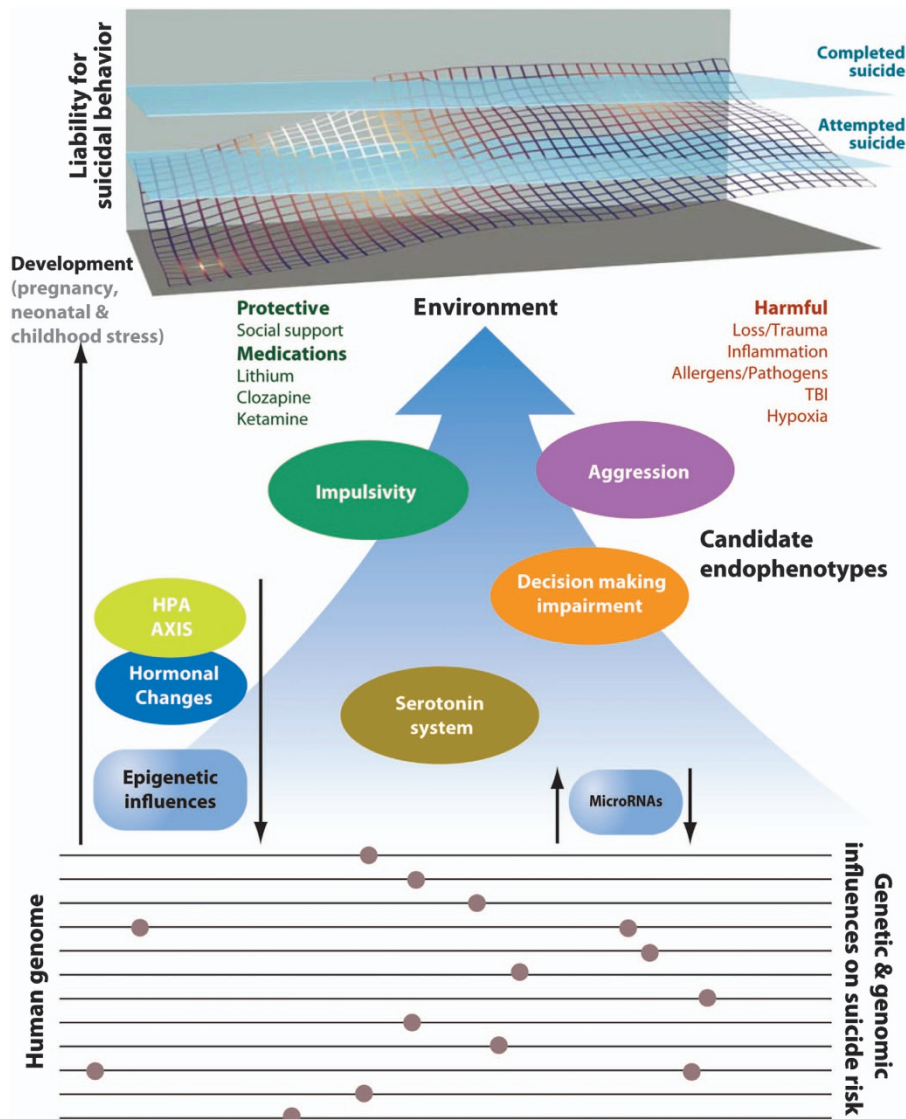 Liability for
suicidal behavior
Completed
suicide
Attempted
suicide
Development
(pregnancy,
neonatal &
childhood stress)
Protective
Social support
Medications
Lithium
Clozapine
Ketamine
Environment
Harmful
Loss/Trauma
Inflammation
Allergens/Pathogens
TBI
Hypoxia
Impulsivity
Aggression
Candidate
endophenotypes
Decision making
impairment
HPA
AXIS
Hormonal
Changes
Serotonin
system
Epigenetic
influences
MicroRNAs
Human genome
Genetic & genomic
influences on suicide risk